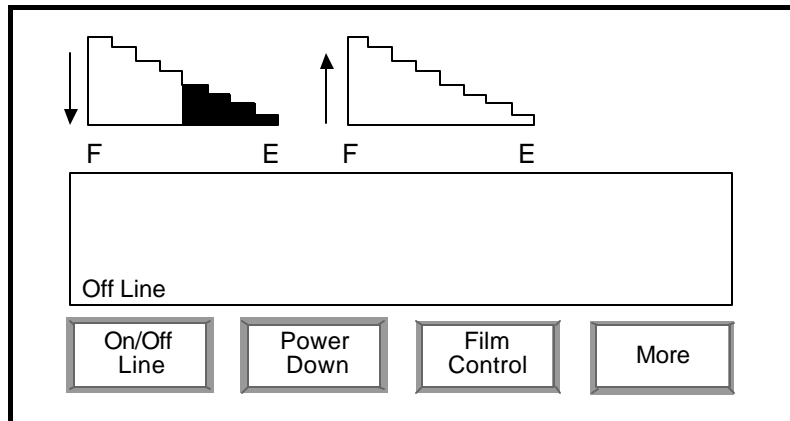 F E F E
Off Line
On/Off
Line
Power
Down
Film
Control
More